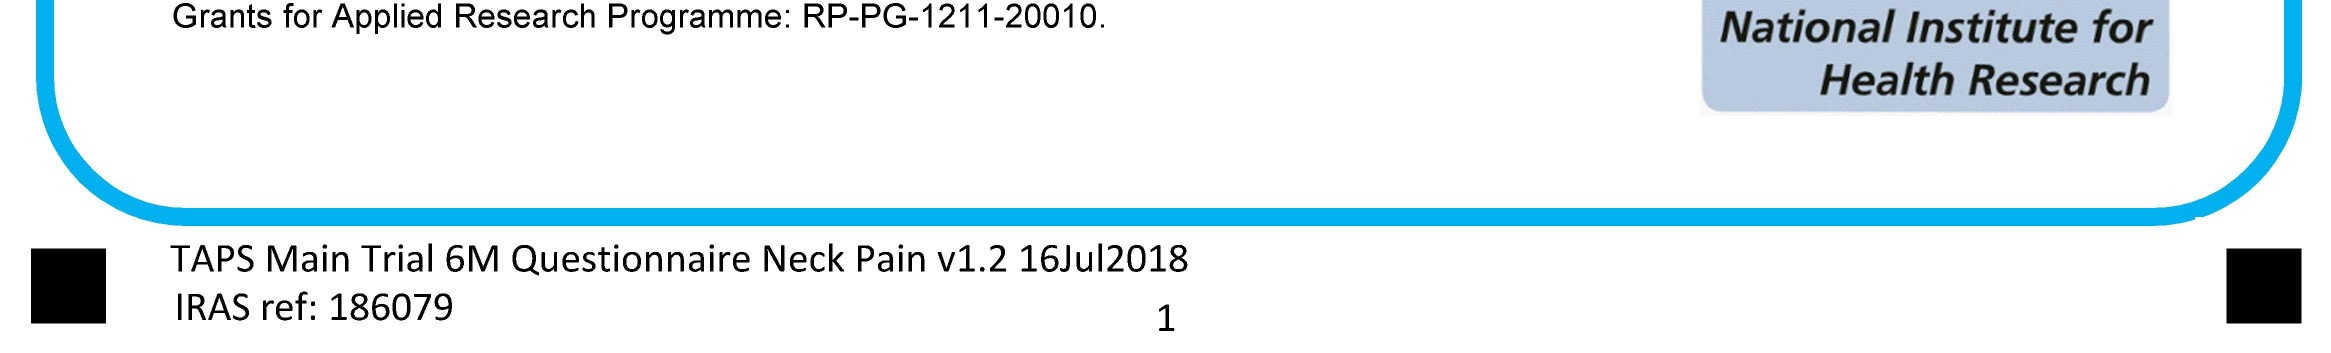 Grants for Applied Research Programme: RP-PG-1211-20010.
National Institute for
Health Research
TAPS Main Trial 6M Questionnaire Neck Pain v1.2 16Jul2018
IRAS ref: 186079
1